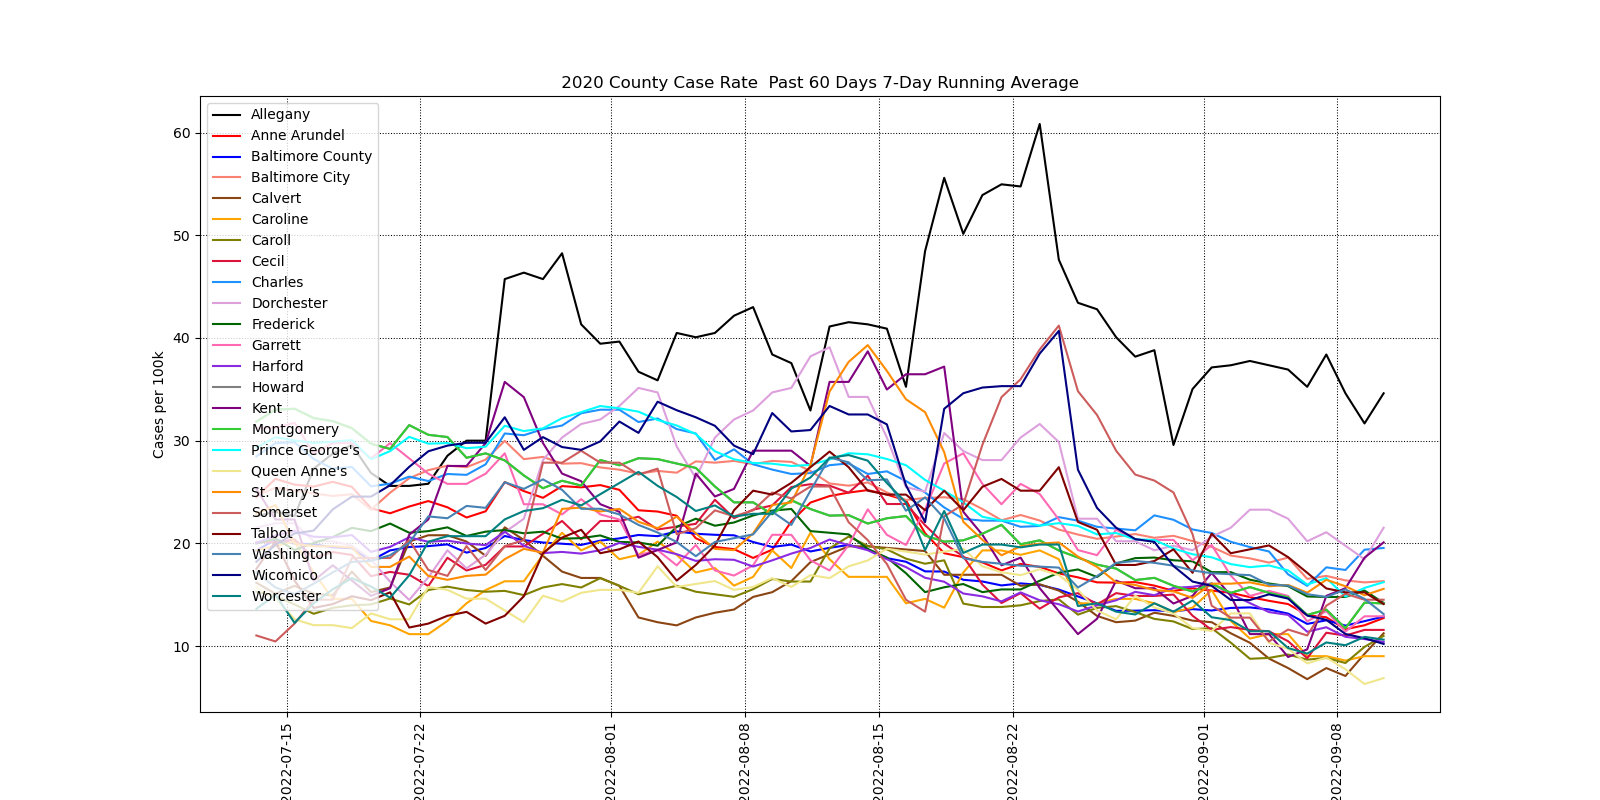 2020 County Case Rate  Past 60 Days 7-Day Running Average
Cases per 100k
60
50
40
30
20
10
Allegany
Anne Arundel
Baltimore County
Baltimore City
Calvert
Caroline
Caroll
Cecil
Charles
Dorchester
Frederick
Garrett
Harford
Howard
Kent
Montgomery
Prince George's
Queen Anne's
St. Mary's
Somerset
Talbot
Washington
Wicomico
Worcester
2022-07-15
2022-07-22
2022-08-01
2022-08-08
2022-08-15
2022-08-22
2022-09-01
2022-09-08